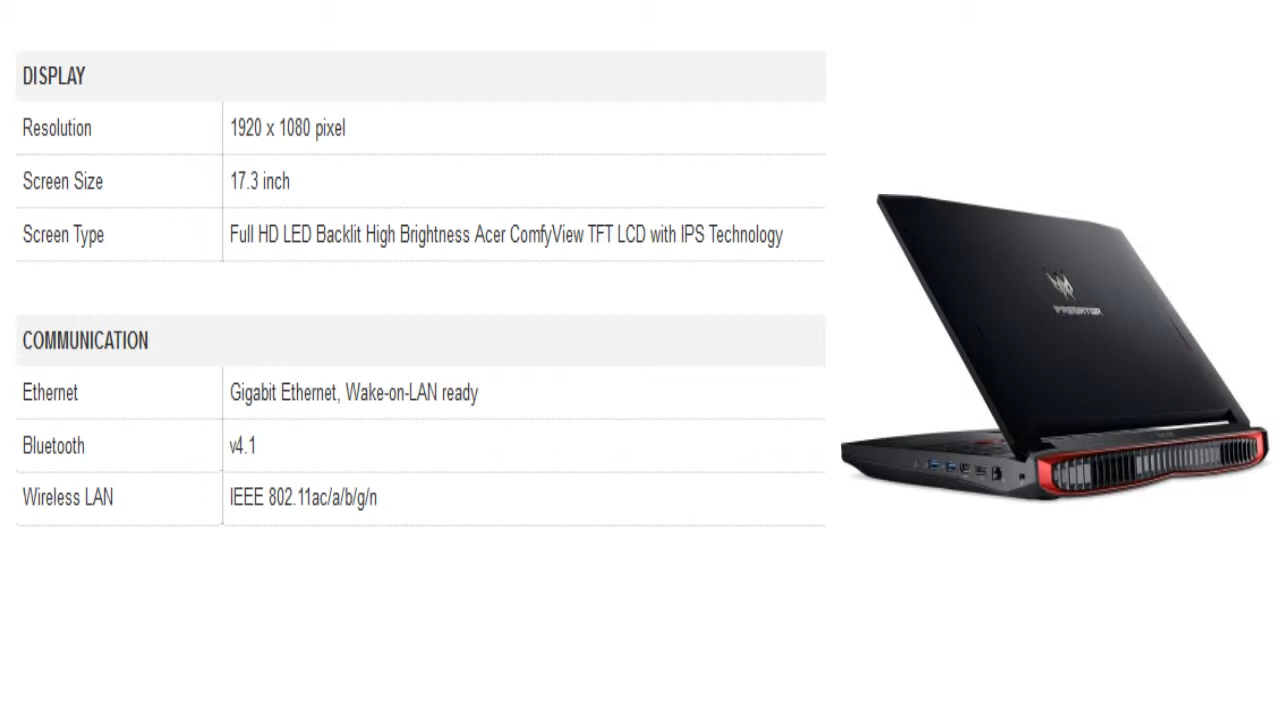 DISPLAY
Resolution 1920 x 1080 pixel
Screen Size 17.3 inch
Screen Type Full HD LED Backlit High Brightness Acer ComfyView TFT LCD with IPS Technology
COMMUNICATION
Ethernet Gigabit Ethernet, Wake-on-LAN ready
Bluetooth v4.1
Wireless LAN IEEE 802.11ac/a/b/g/n
PREDATOR